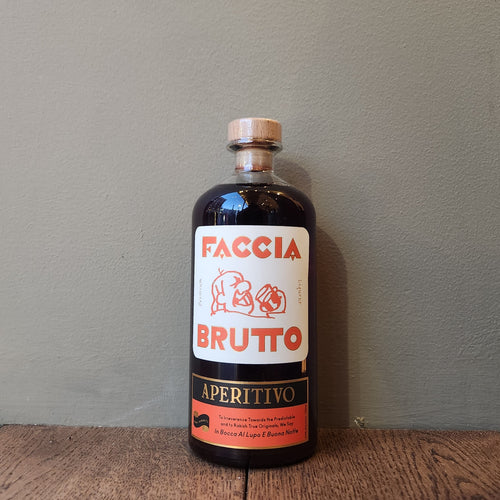 FACCIA
BRUTTO
APERITIVO
To Irreverence Towards the Predictable
and to Rakish True Originals, We Say
In Bocca Al Lupo E Buona Notte